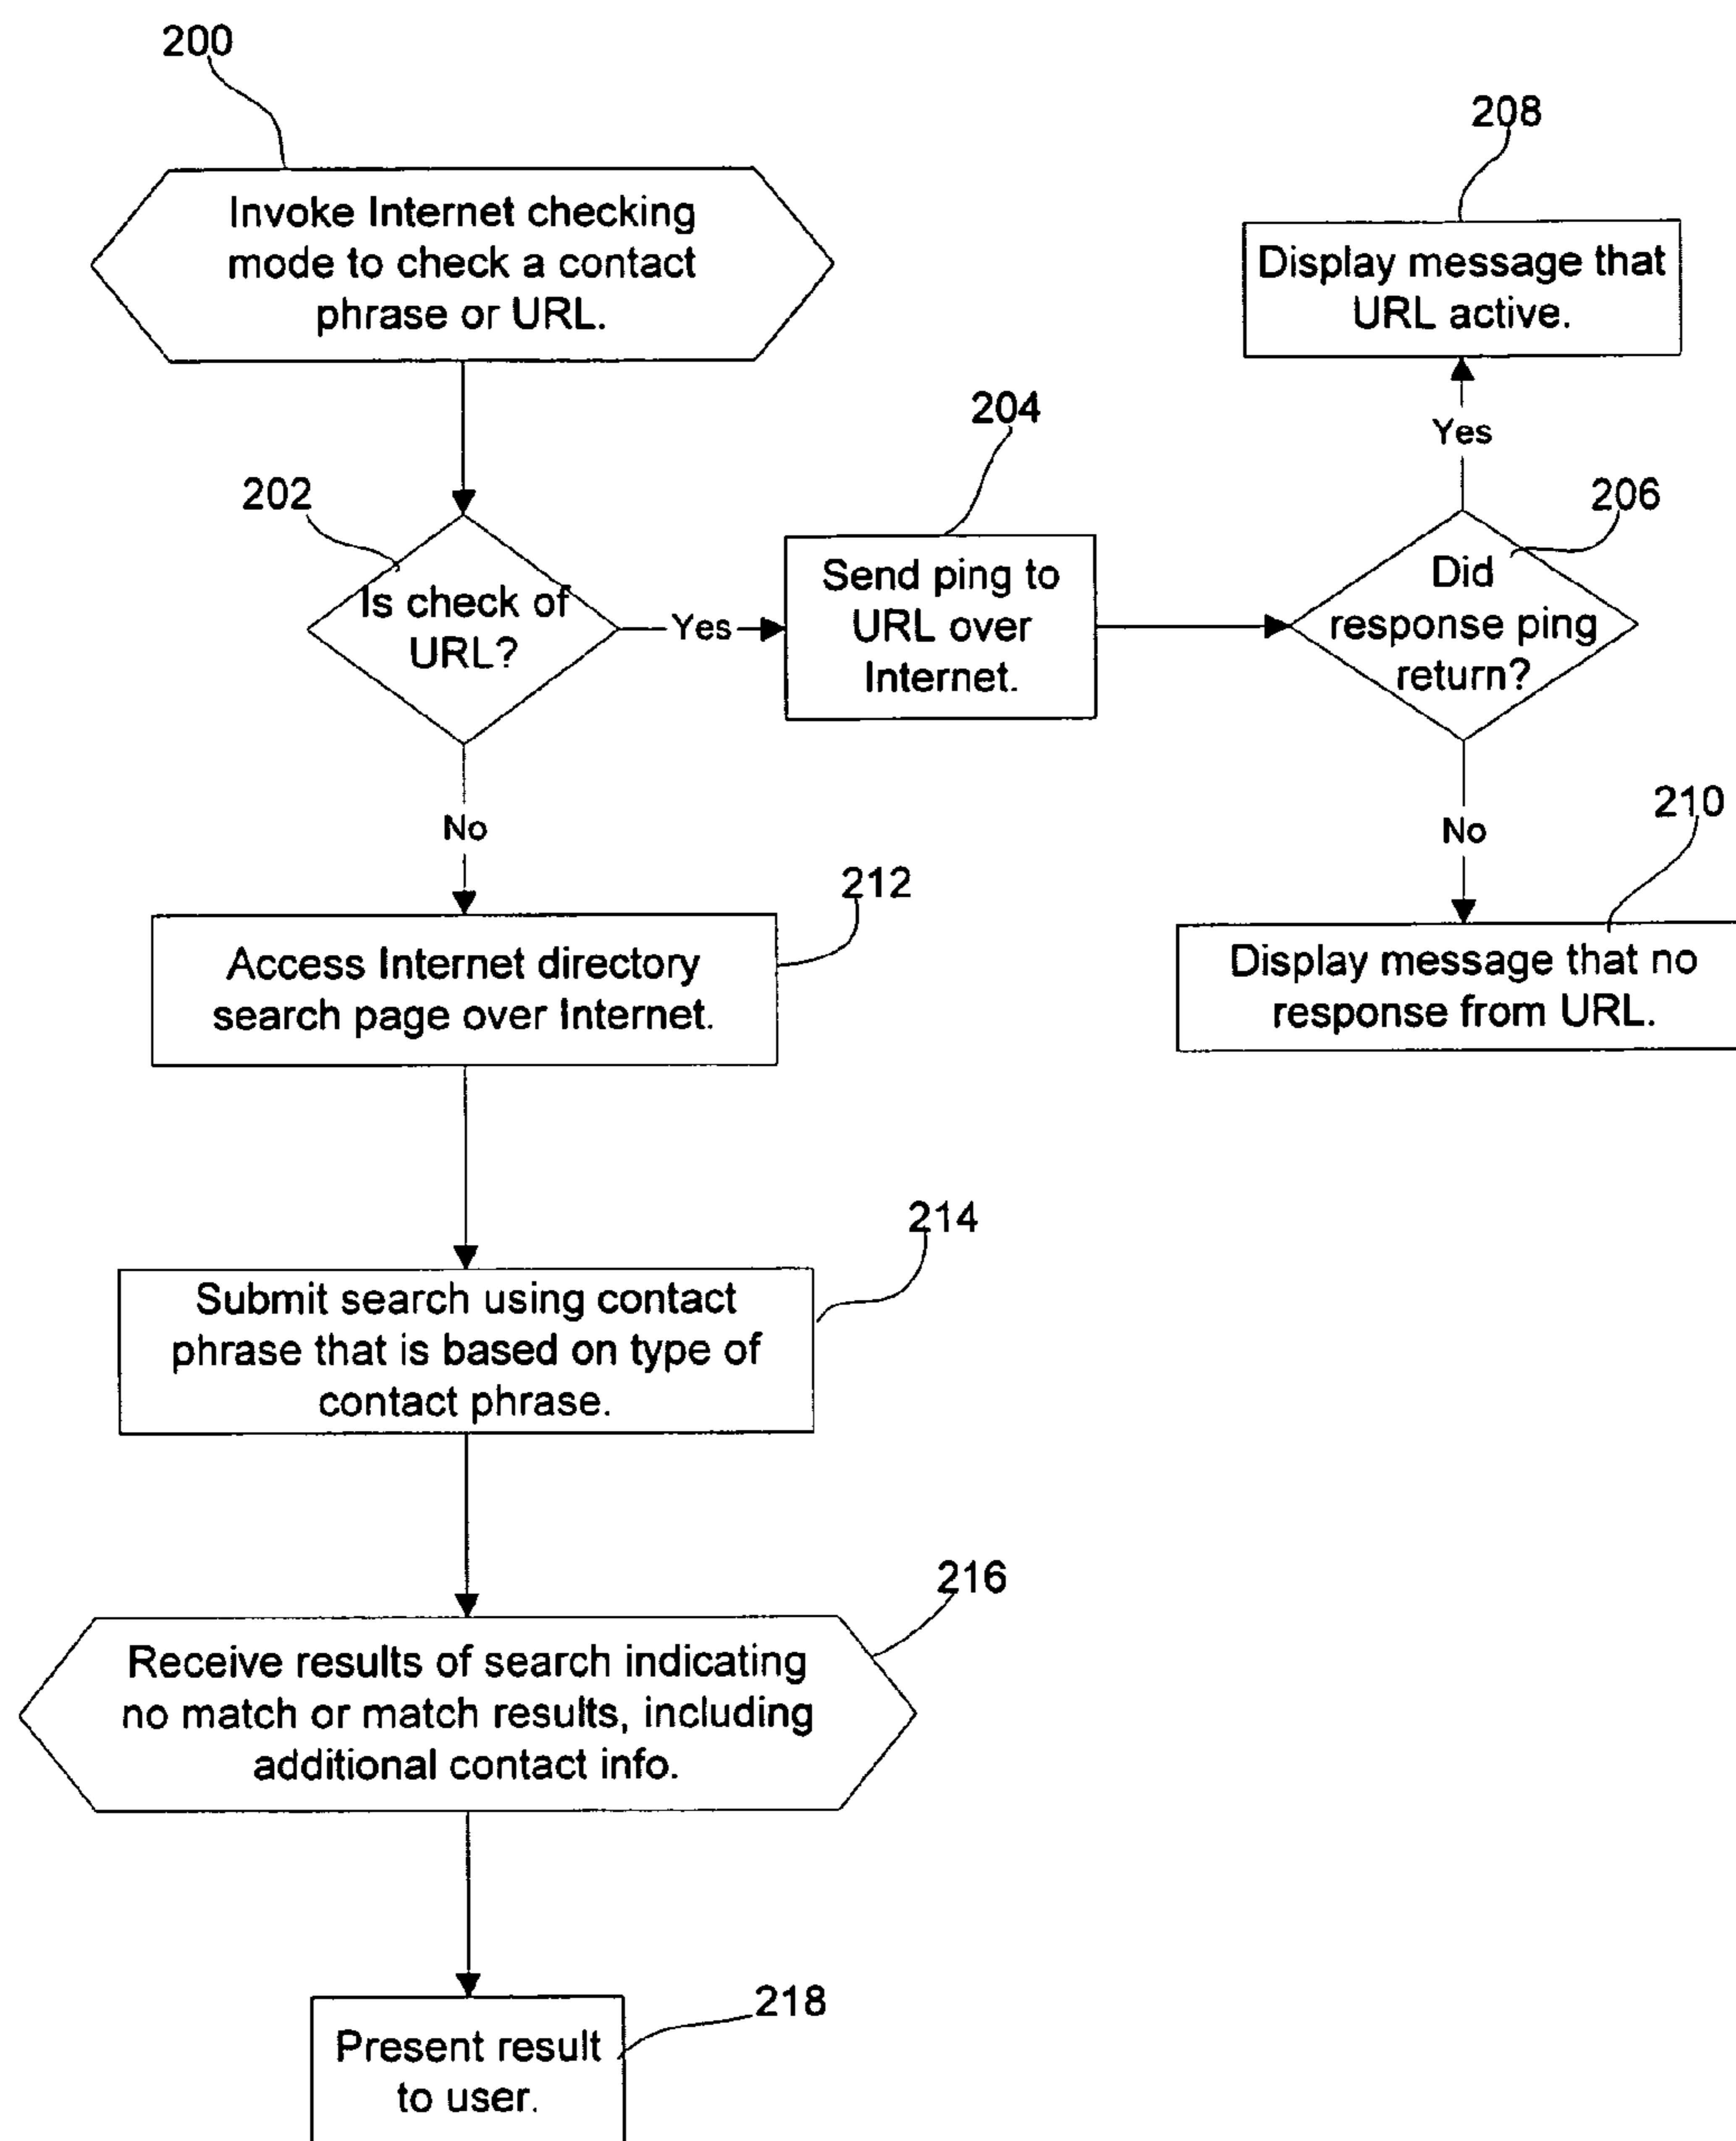 200
Invoke Internet checking
mode to check a contact
phrase or URL.
208
Display message that
URL active.
204
Yes
202
206
Is check of
URL?
Yes
Send ping to
URL over
Internet.
Did
response ping
return?
No
No
210
212
Access Internet directory
search page over Internet.
Display message that no
response from URL.
214
Submit search using contact
phrase that is based on type of
contact phrase.
216
Receive results of search indicating
no match or match results, including
additional contact info.
218
Present result
to user.